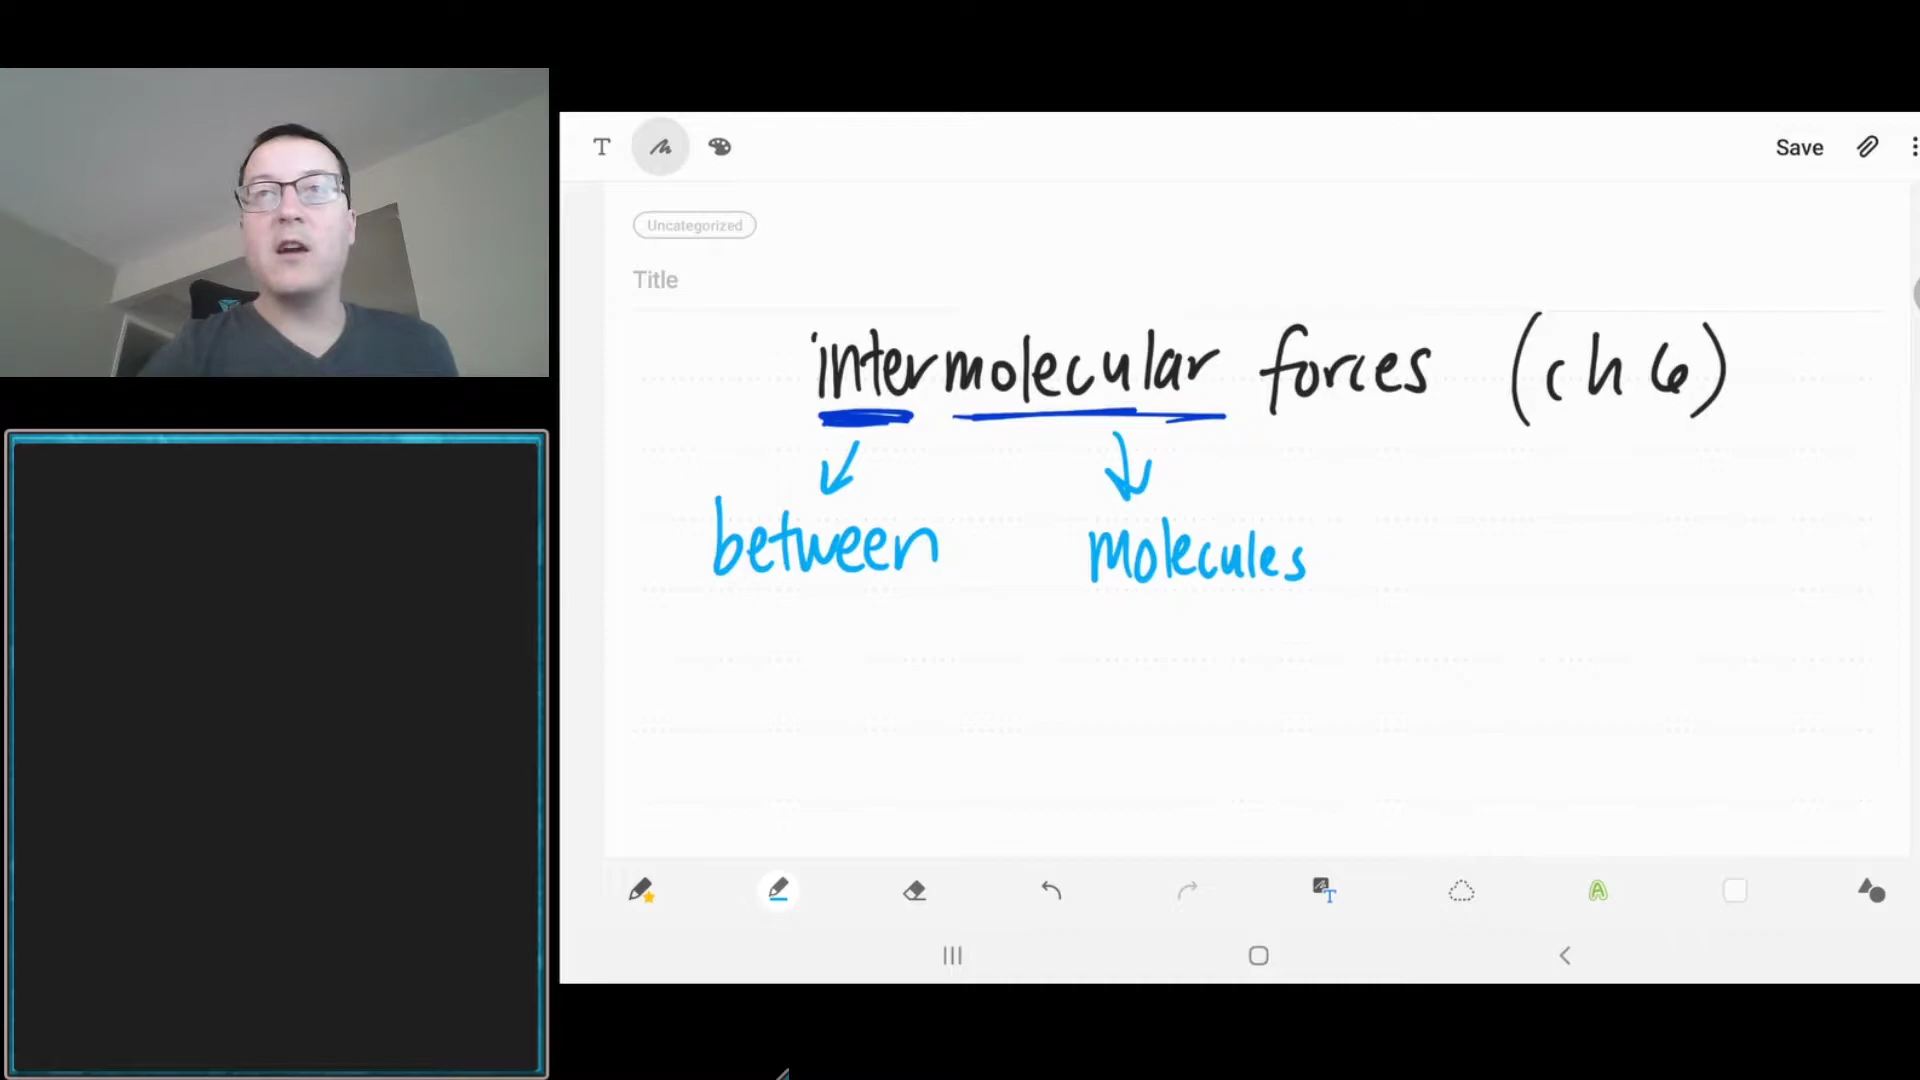 T Save
Uncategorized
Title
intermolecular forces (ch 6)
between molecules